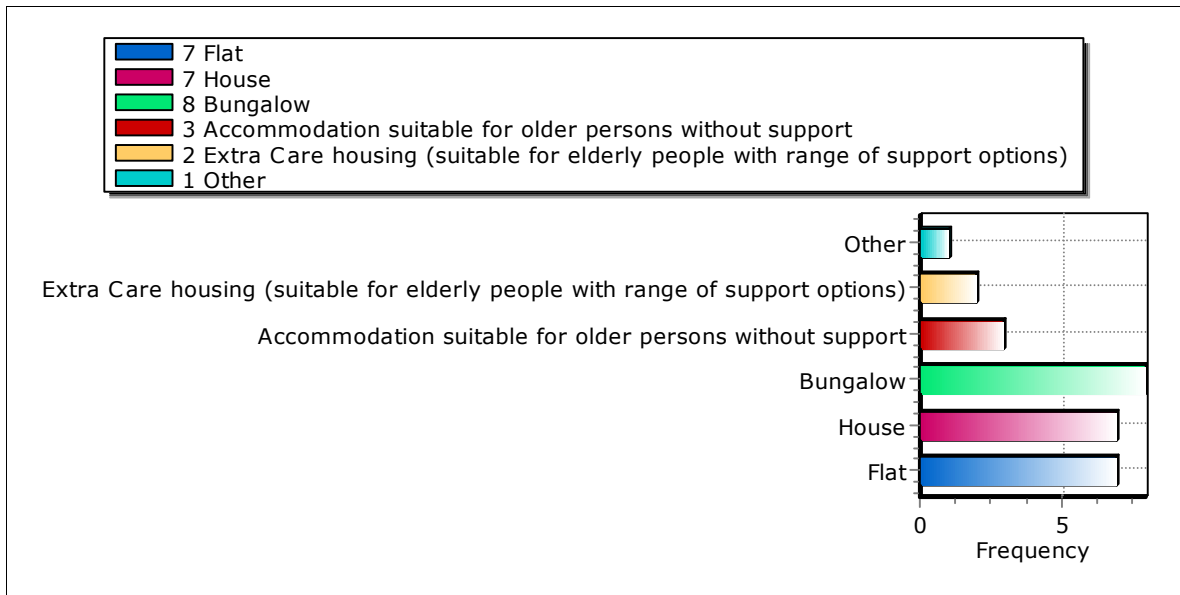 7 Flat
7 House
8 Bungalow
3 Accommodation suitable for older persons without support
2 Extra Care housing (suitable for elderly people with range of support options)
1 Other
Other
Extra Care housing (suitable for elderly people with range of support options)
Accommodation suitable for older persons without support
Bungalow
House
Flat
0 5
Frequency